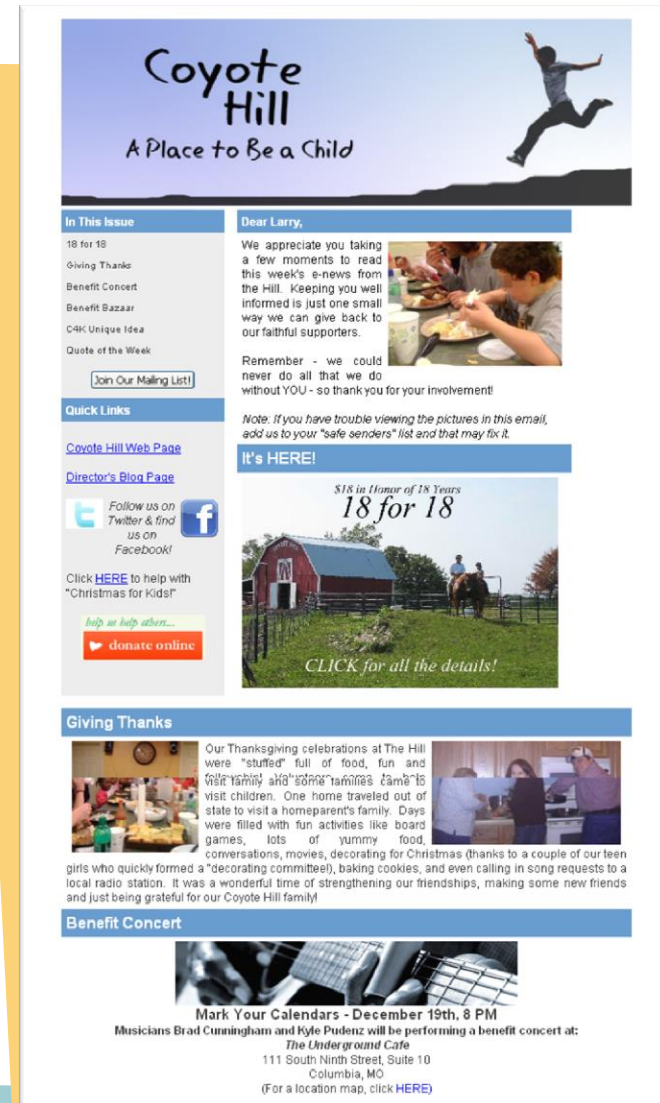 Coyote
Hill
A Place to Be a Child
In This Issue
18 for 18
Giving Thanks
Benefit Concert
Benefit Bazaar
C4K Unique Idea
Quote of the Week
Join Our Mailing List!
Quick Links
Coyote Hill Web Page
Director's Blog Page
Follow us on
Twitter & find
us on
Facebook!
Click HERE to help with
"Christmas for Kids!"
help us help others...
donate online
Dear Larry,
We appreciate you taking
a few moments to read
this week's e-news from
the Hill. Keeping you well
informed is just one small
way we can give back to
our faithful supporters.
Remember - we could
never do all that we do
without YOU - so thank you for your involvement!
Note: If you have trouble viewing the pictures in this email,
add us to your "safe senders" list and that may fix it.
It's HERE!
$18 in Honor of 18 Years
18 for 18
CLICK for all the details!
Giving Thanks
Our Thanksgiving celebrations at The Hill
were "stuffed" full of food, fun and
visit family and some families came to
visit children. One home traveled out of
state to visit a homeparent's family. Days
were filled with fun activities like board
games, lots of yummy food,
conversations, movies, decorating for Christmas (thanks to a couple of our teen
girls who quickly formed a "decorating committee!), baking cookies, and even calling in song requests to a
local radio station. It was a wonderful time of strengthening our friendships, making some new friends
and just being grateful for our Coyote Hill family!
Benefit Concert
Mark Your Calendars - December 19th, 8 PM
Musicians Brad Cunningham and Kyle Pudenz will be performing a benefit concert at:
The Underground Cafe
111 South Ninth Street, Suite 10
Columbia, MO
(For a location map, click HERE)